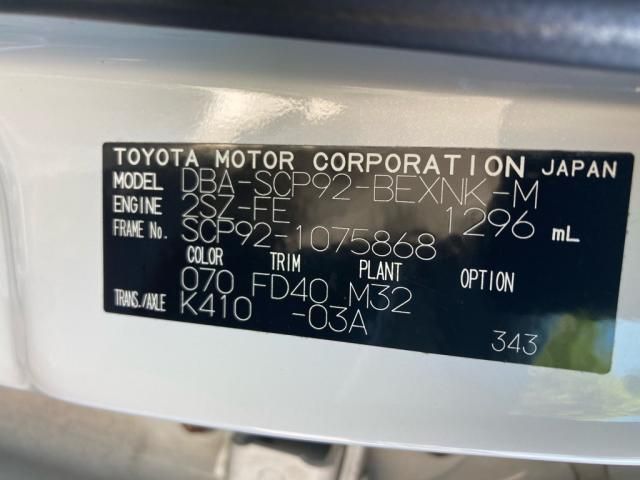 TOYOTA MOTOR CORPORATION JAPAN
MODEL DBA-SCP92-BEXNK-M
ENGINE 2SZ-FE 1296 mL
FRAME No. SCP92-1075868
COLOR TRIM PLANT OPTION
070 FD40 M32
TRANS./AXLE K410 -03A
343